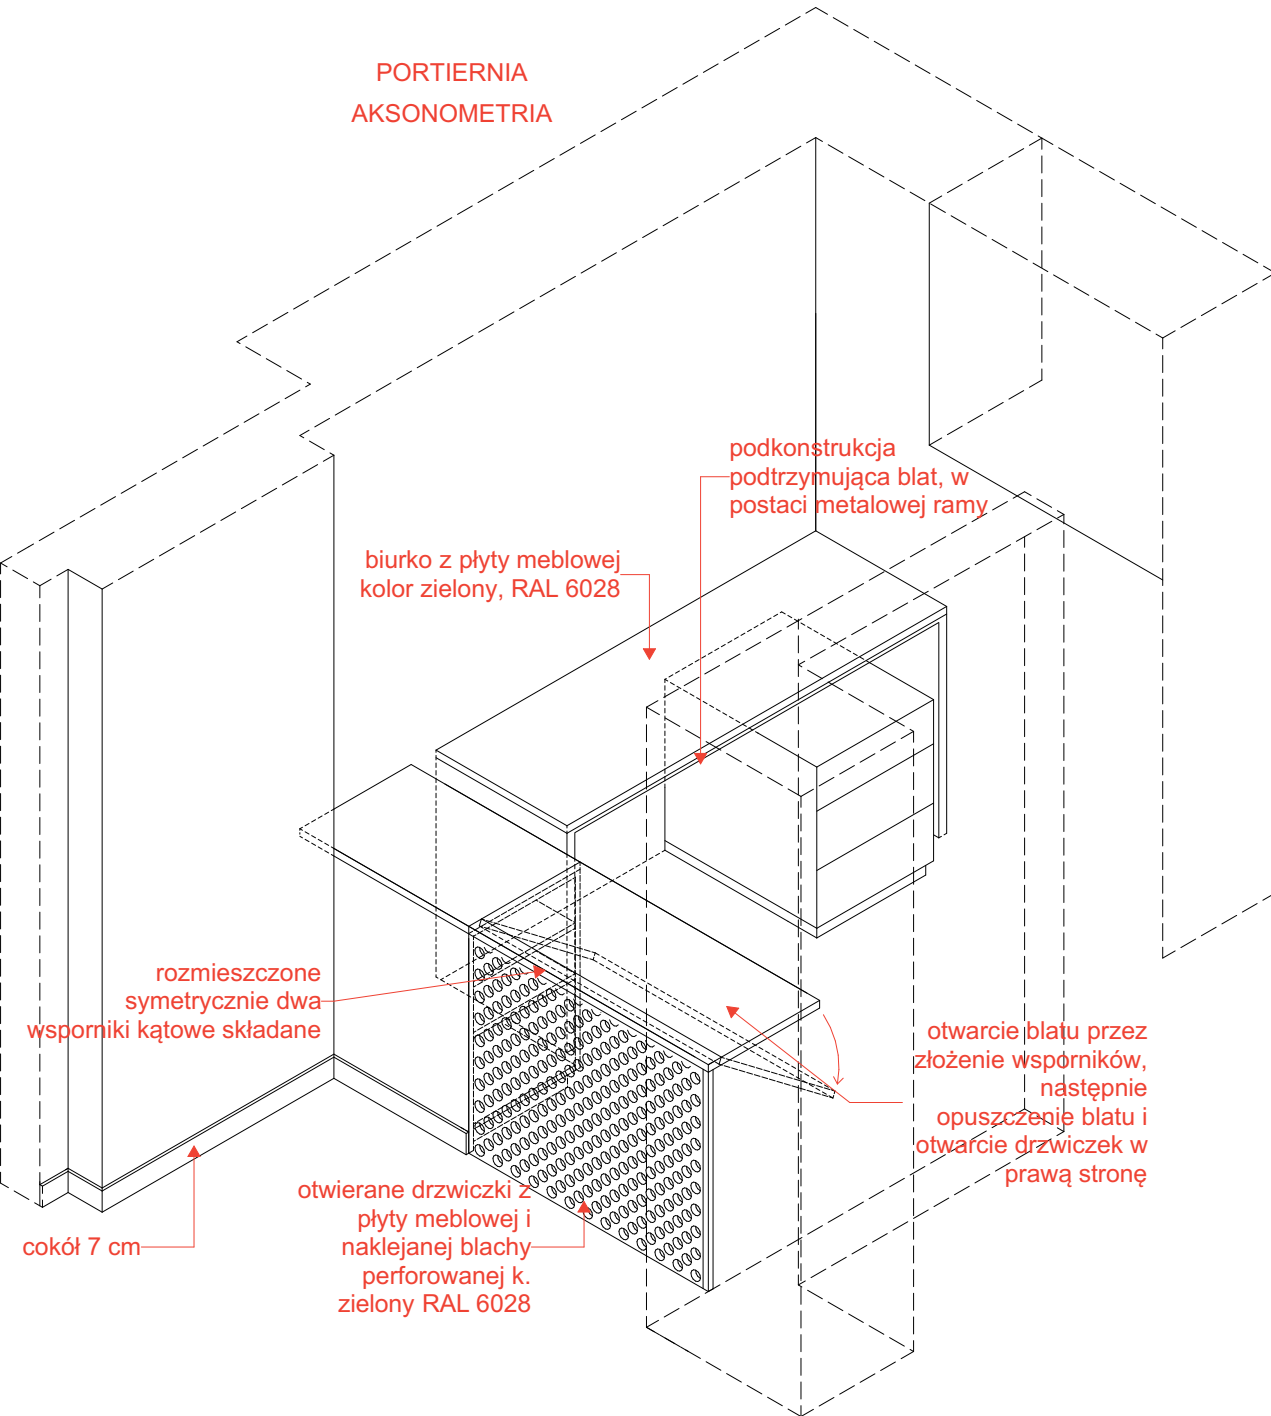 PORTIERNIA
AKSONOMETRIA
podkonstrukcja
podtrzymująca blat, w
postaci metalowej ramy
biurko z płyty meblowej
kolor zielony, RAL 6028
rozmieszczone
symetrycznie dwa
wsporniki kątowe składane
otwarcie blatu przez
złożenie wsporników,
następnie
opuszczenie blatu i
otwarcie drzwiczek w
prawą stronę
otwierane drzwiczki z
płyty meblowej i
naklejanej blachy
perforowanej k.
zielony RAL 6028
cokół 7 cm